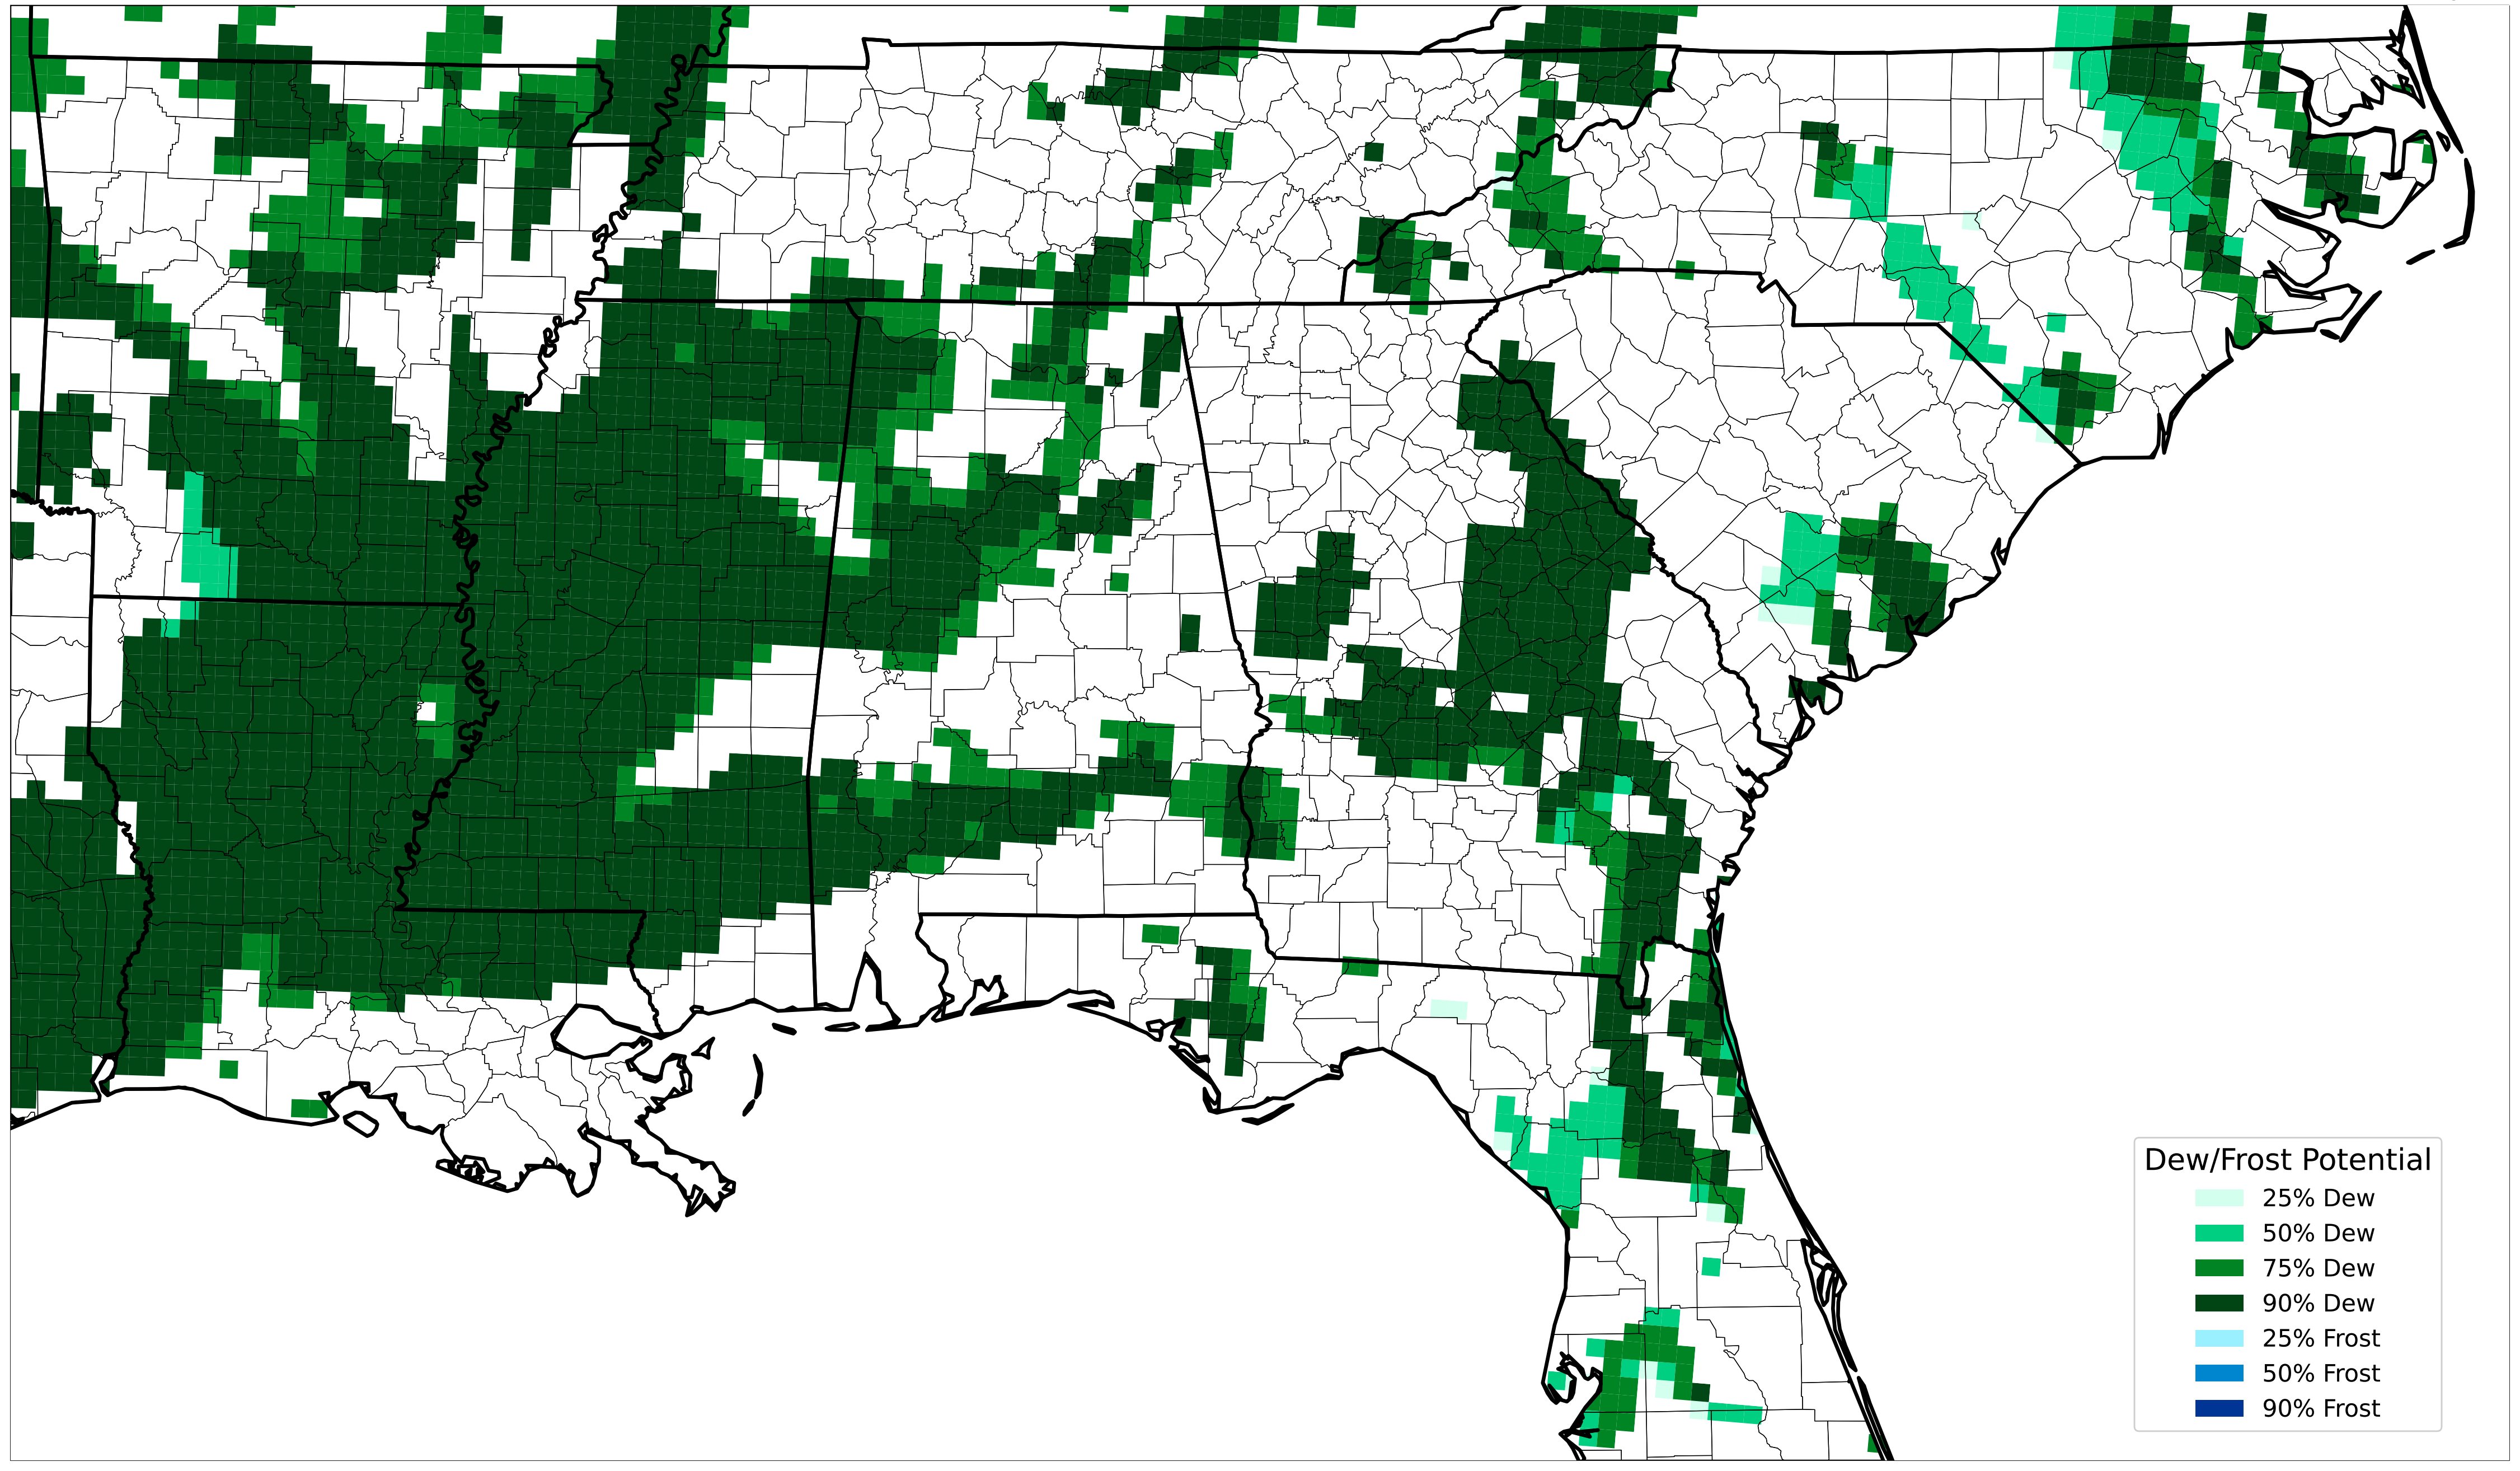 Dew/Frost Potential
25% Dew
50% Dew
75% Dew
90% Dew
25% Frost
50% Frost
90% Frost